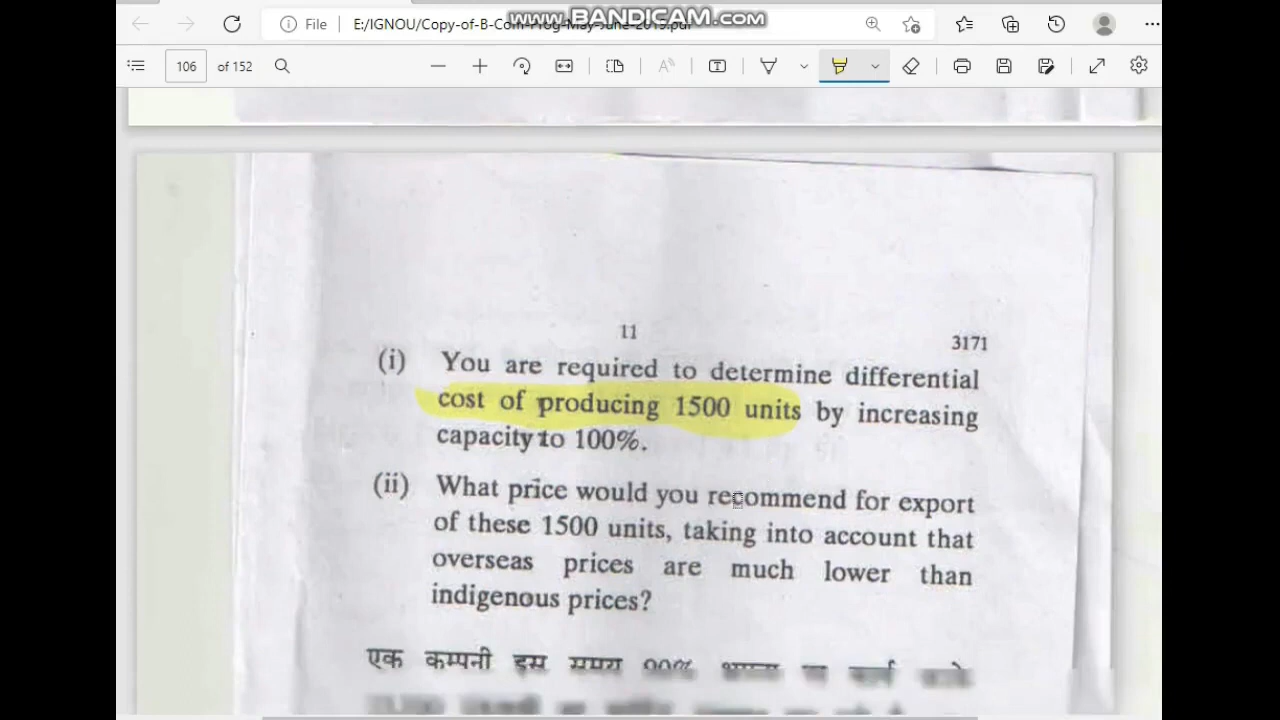 www.BANDICAM.com
File E:/IGNOU/Copy-of-B-Com-Prog-May-June-2019.pdf
106 of 152
11
3171
(i) You are required to determine differential
cost of producing 1500 units by increasing
capacity to 100%.
(ii) What price would you recommend for export
of these 1500 units, taking into account that
overseas prices are much lower than
indigenous prices?
एक कम्पनी इस समय